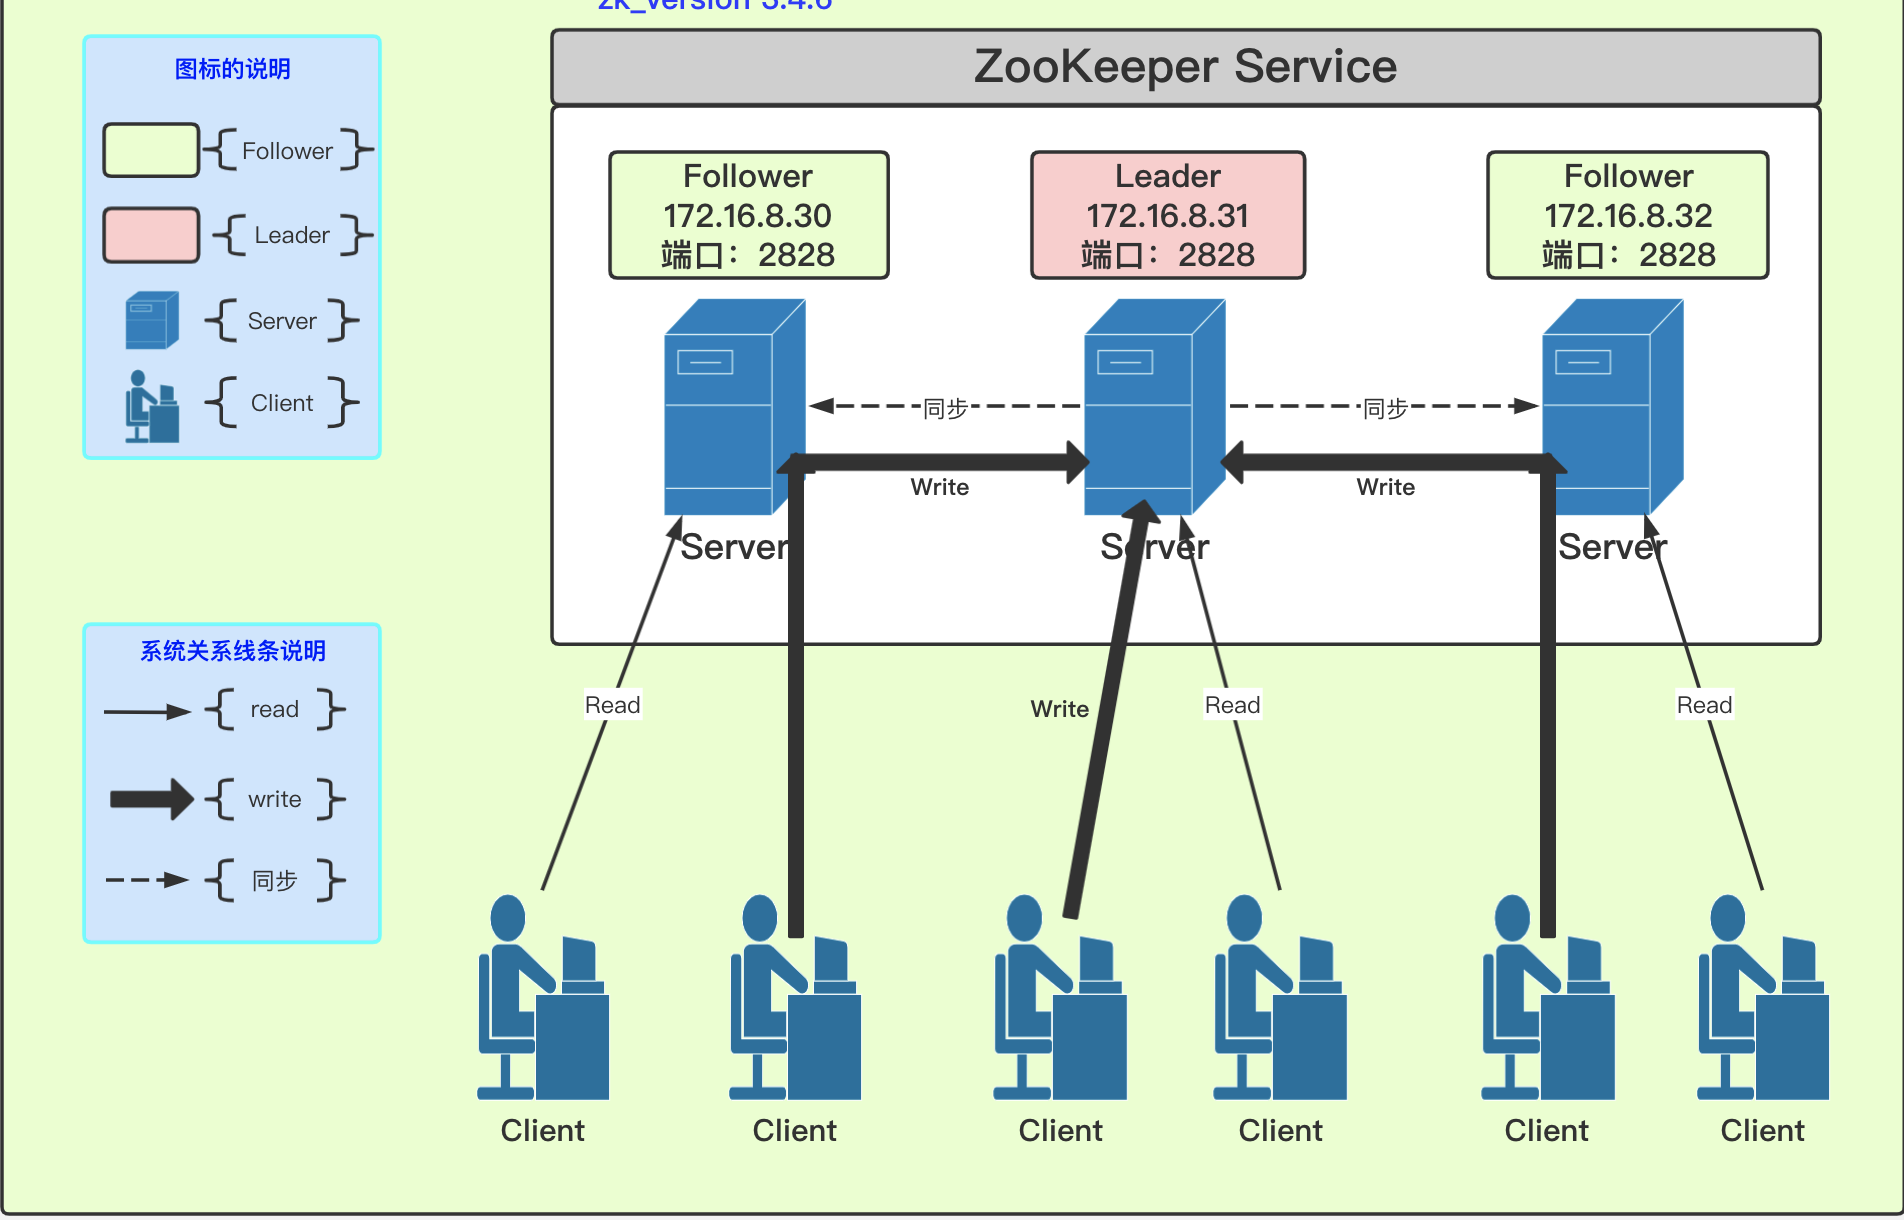 zk_version 3.4.6
ZooKeeper Service
图标的说明
Follower
Leader
Server
Client
Follower
172.16.8.30
端口：2828
Leader
172.16.8.31
端口：2828
Follower
172.16.8.32
端口：2828
同步
同步
Write
Write
Server
Server
Server
系统关系线条说明
read
write
同步
Read
Write
Read
Read
Client
Client
Client
Client
Client
Client